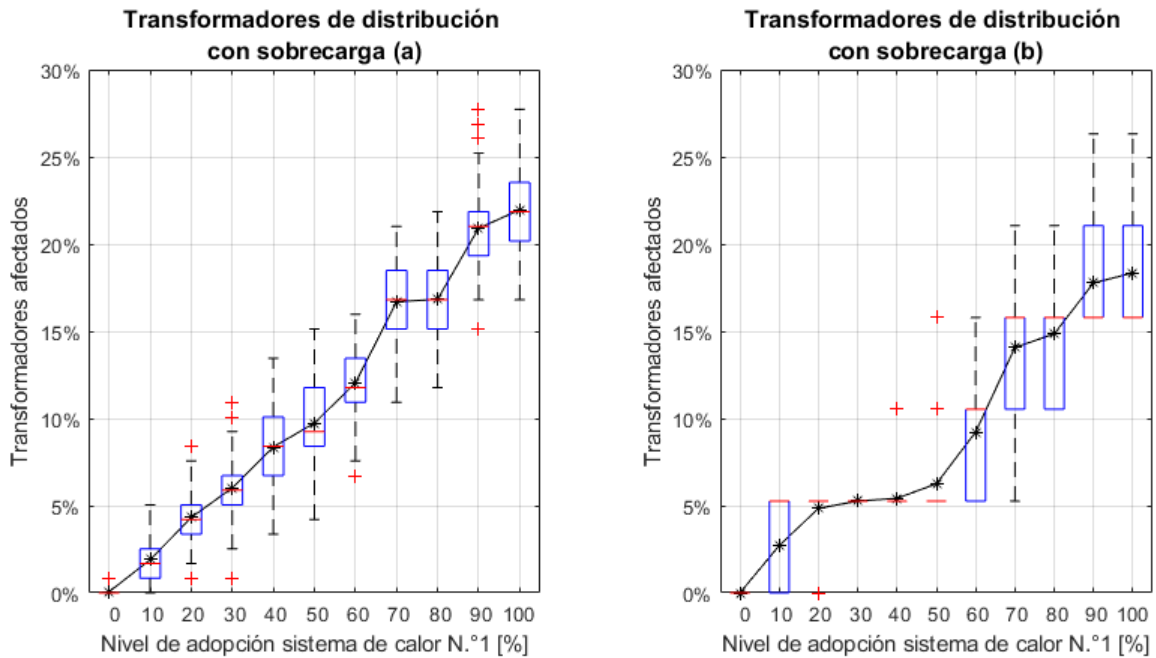 Transformadores de distribución
con sobrecarga (a)
30%
25%
20%
15%
10%
5%
0%
Transformadores afectados
0 10 20 30 40 50 60 70 80 90 100
Nivel de adopción sistema de calor N.°1 [%]
Transformadores de distribución
con sobrecarga (b)
30%
25%
20%
15%
10%
5%
0%
Transformadores afectados
0 10 20 30 40 50 60 70 80 90 100
Nivel de adopción sistema de calor N.°1 [%]